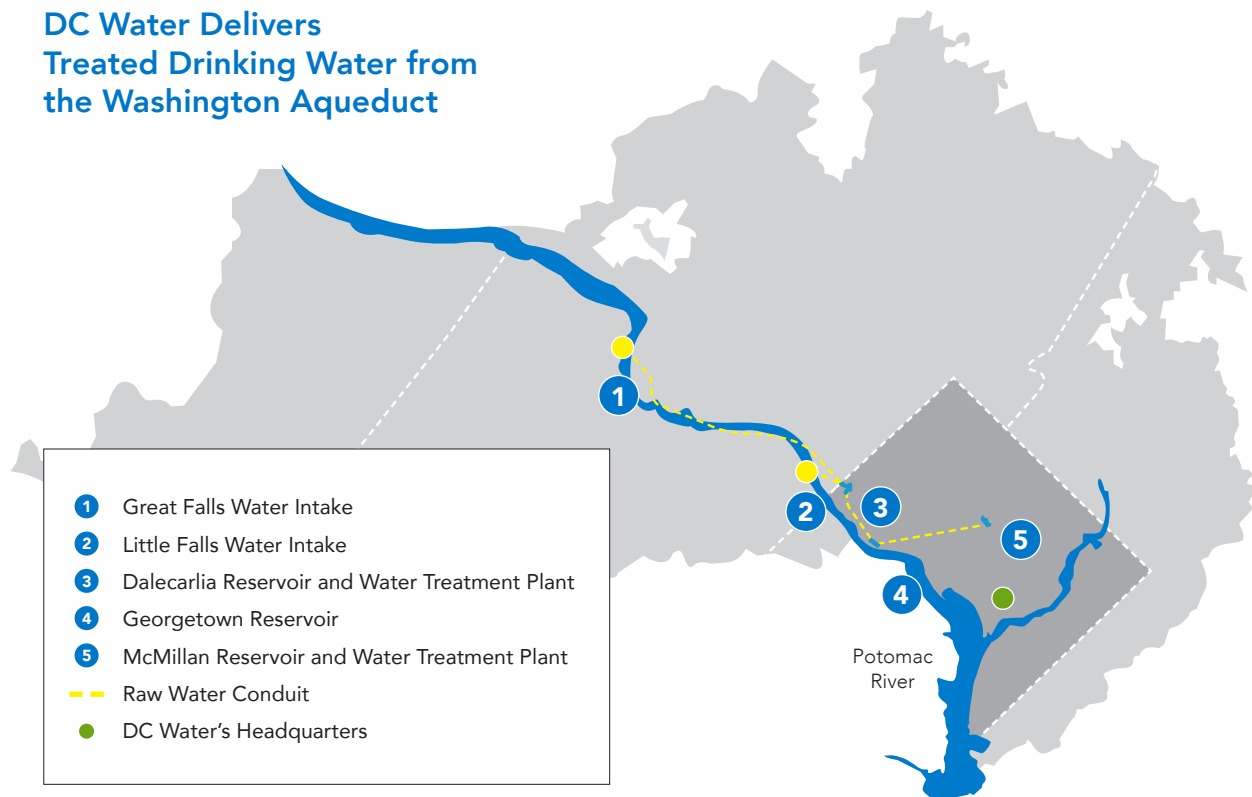 DC Water Delivers
Treated Drinking Water from
the Washington Aqueduct
1
2
3
5
4
Potomac
River
1 Great Falls Water Intake
2 Little Falls Water Intake
3 Dalecarlia Reservoir and Water Treatment Plant
4 Georgetown Reservoir
5 McMillan Reservoir and Water Treatment Plant
Raw Water Conduit
DC Water’s Headquarters